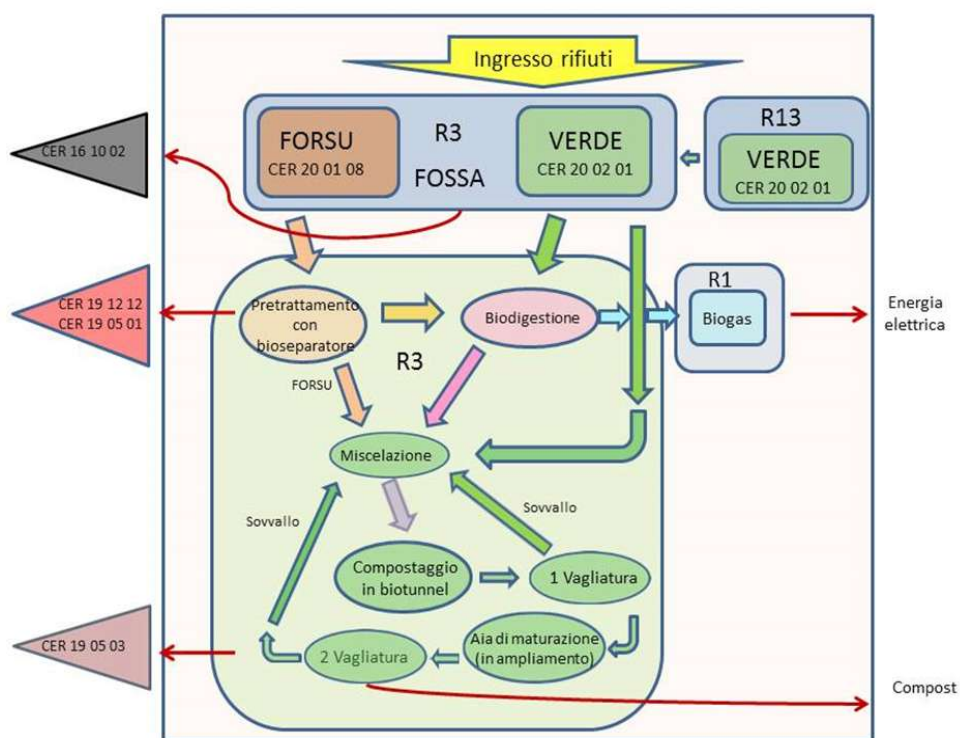 Ingresso rifiuti
CER 16 10 02
FORSU
CER 20 01 08
R3
FOSSA
VERDE
CER 20 02 01
R13
VERDE
CER 20 02 01
CER 19 12 12
CER 19 05 01
Pretrattamento
con
bioseparatore
Biodigestione
R1
Biogas
Energia
elettrica
R3
FORSU
Miscelazione
Sovvallo
Sovvallo
Compostaggio
in biotunnel
1 Vagliatura
CER 19 05 03
2 Vagliatura
Aia di maturazione
(in ampliamento)
Compost